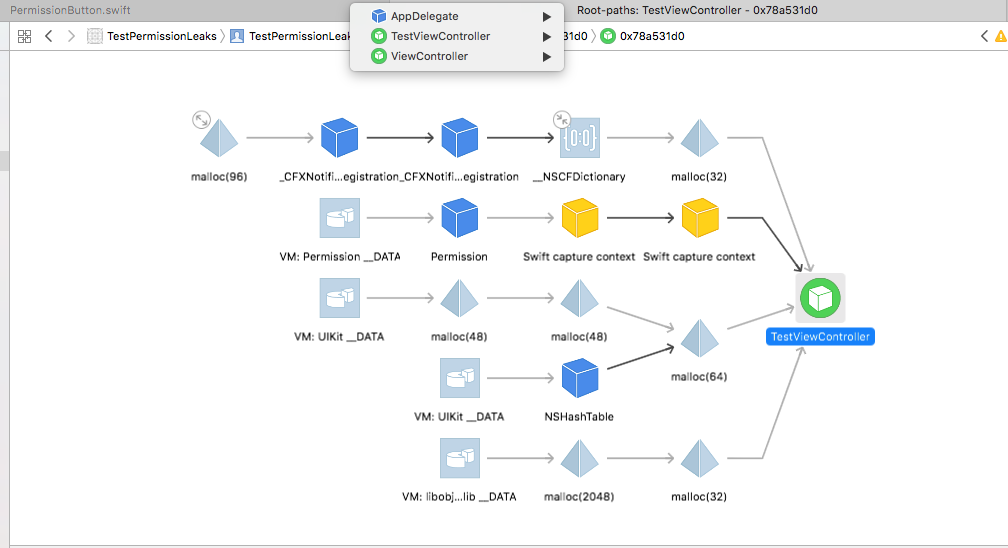 PermissionButton.swift
Root-paths: TestViewController - 0x78a531d0
AppDelegate
TestViewController
ViewController
TestPermissionLeaks
TestPermissionLeak
31d0
0x78a531d0
malloc(96)
_CFXNotifi...egistration
_CFXNotifi...egistration
__NSCFDictionary
malloc(32)
VM: Permission __DATA
Permission
Swift capture context
Swift capture context
VM: UIKit __DATA
malloc(48)
malloc(48)
TestViewController
malloc(64)
VM: UIKit __DATA
NSHashTable
VM: libobj...lib __DATA
malloc(2048)
malloc(32)